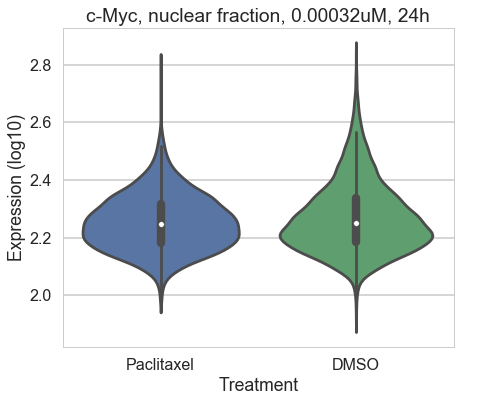 c-Myc, nuclear fraction, 0.00032uM, 24h
Expression (log10)
2.8
2.6
2.4
2.2
2.0
Paclitaxel DMSO
Treatment